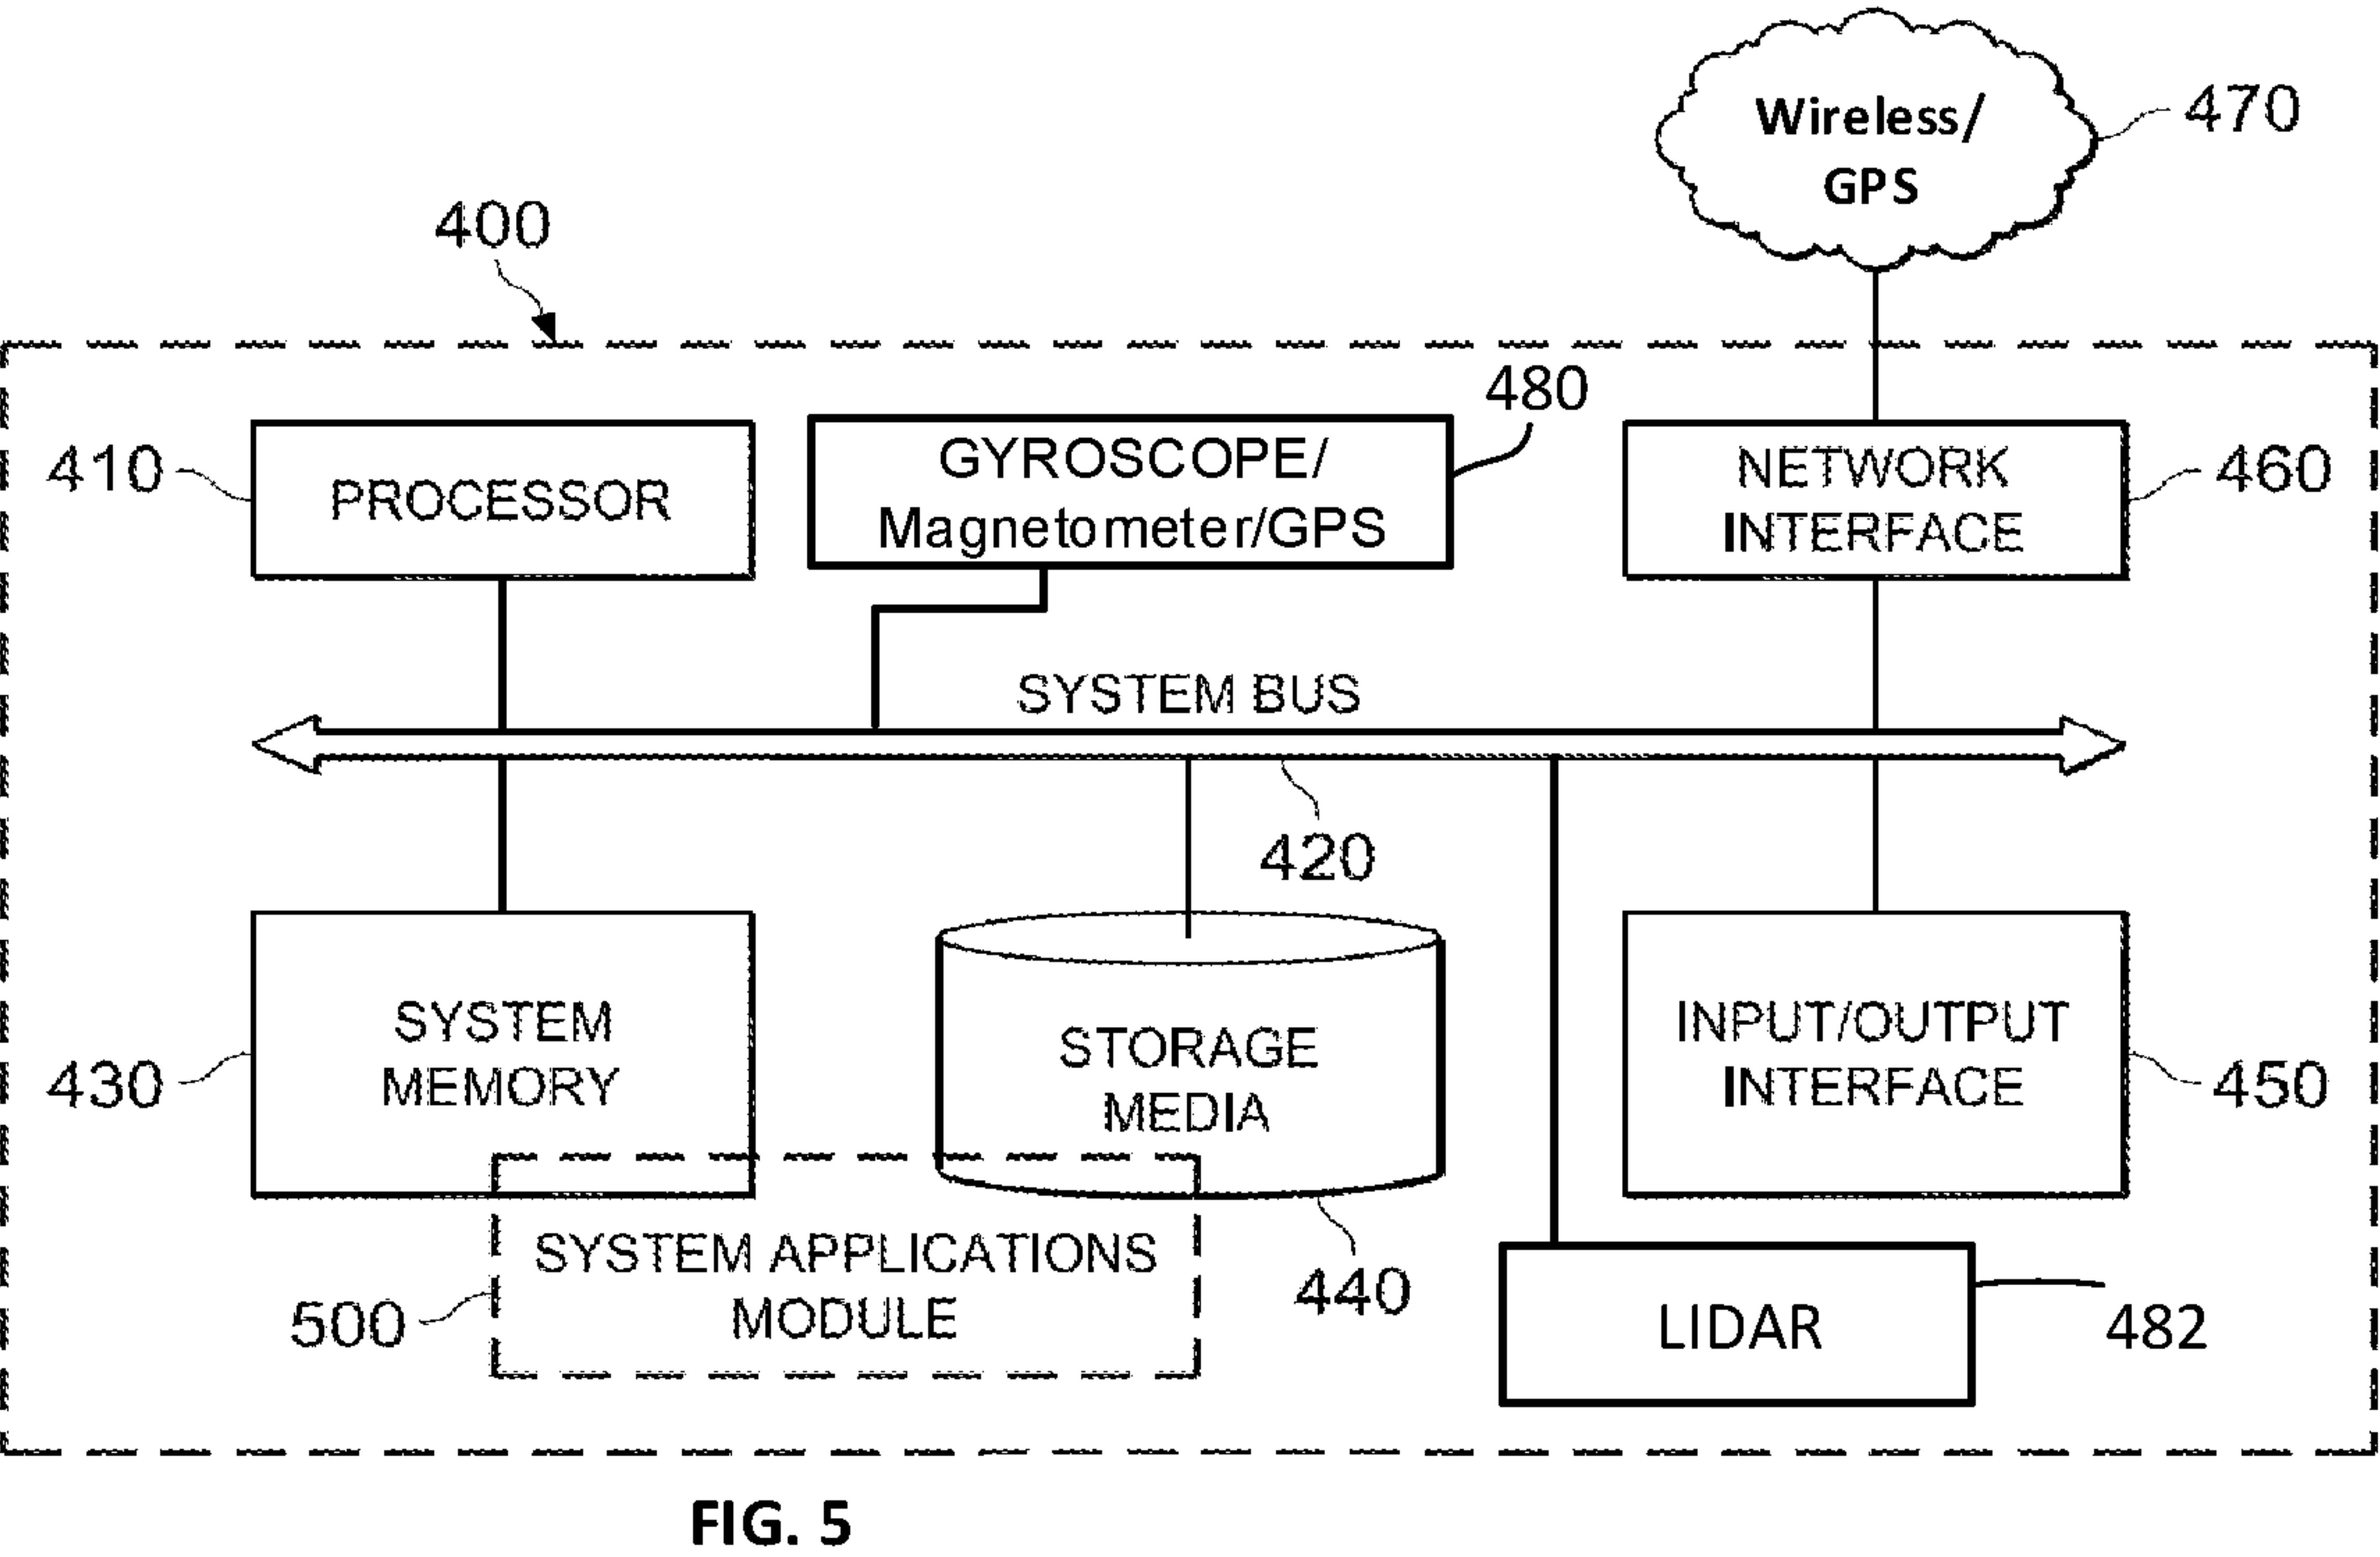 Wireless/
GPS
470
400
480
410
PROCESSOR
GYROSCOPE/
Magnetometer/GPS
NETWORK
INTERFACE
460
SYSTEM BUS
420
430
SYSTEM
MEMORY
STORAGE
MEDIA
INPUT/OUTPUT
INTERFACE
450
SYSTEM APPLICATIONS
MODULE
500
440
LIDAR
482
FIG. 5